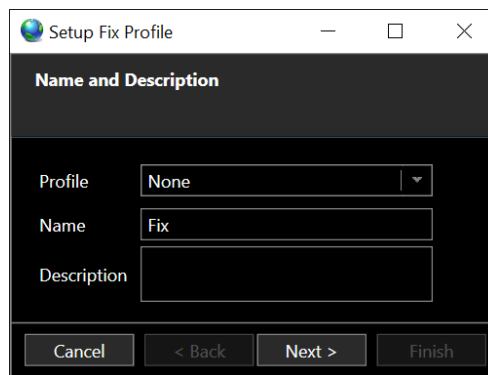 Setup Fix Profile
Name and Description
Profile None
Name Fix
Description
Cancel < Back Next > Finish